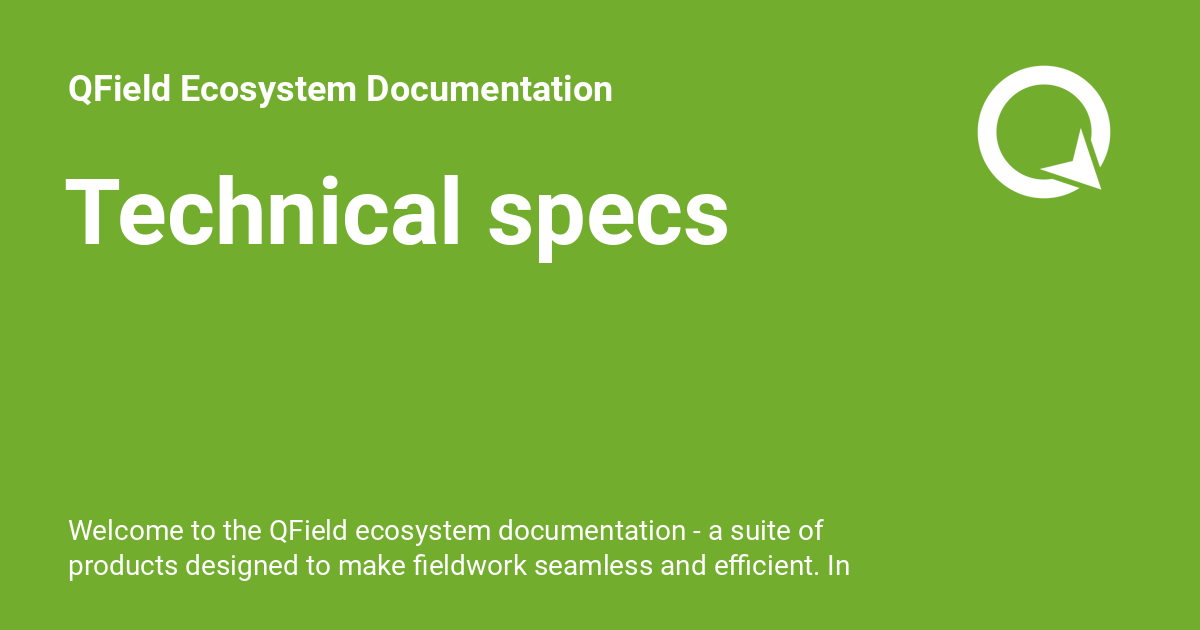 QField Ecosystem Documentation
Technical specs
Welcome to the QField ecosystem documentation - a suite of
products designed to make fieldwork seamless and efficient. In